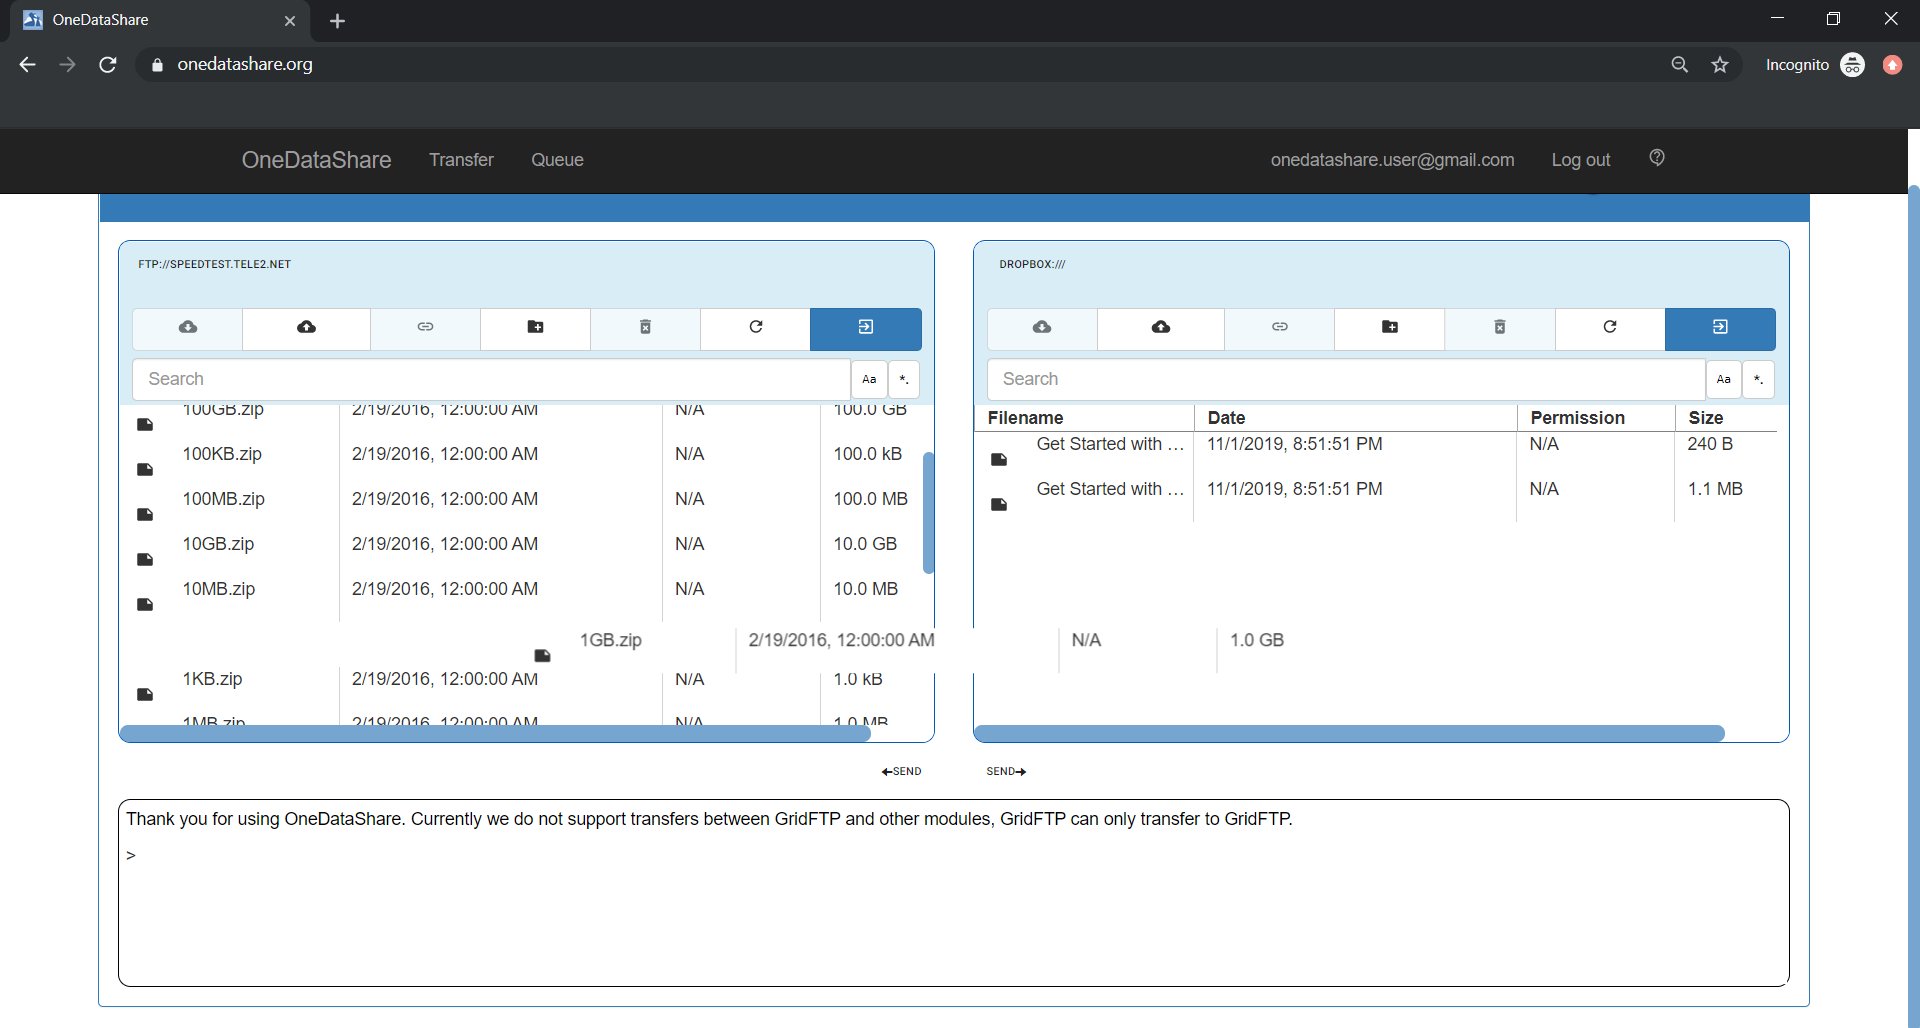 OneDataShare
onedatashare.org
Incognito
OneDataShare Transfer Queue onedatashare.user@gmail.com Log out
FTP://SPEEDTEST.TELE2.NET
Search Aa *.
100GB.zip 2/19/2016, 12:00:00 AM N/A 100.0 GB
100KB.zip 2/19/2016, 12:00:00 AM N/A 100.0 kB
100MB.zip 2/19/2016, 12:00:00 AM N/A 100.0 MB
10GB.zip 2/19/2016, 12:00:00 AM N/A 10.0 GB
10MB.zip 2/19/2016, 12:00:00 AM N/A 10.0 MB
1GB.zip 2/19/2016, 12:00:00 AM N/A 1.0 GB
1KB.zip 2/19/2016, 12:00:00 AM N/A 1.0 kB
1MB.zip 2/19/2016, 12:00:00 AM N/A 1.0 MB
DROPBOX:///
Search Aa *.
Filename Date Permission Size
Get Started with ... 11/1/2019, 8:51:51 PM N/A 240 B
Get Started with ... 11/1/2019, 8:51:51 PM N/A 1.1 MB
←SEND SEND→
Thank you for using OneDataShare. Currently we do not support transfers between GridFTP and other modules, GridFTP can only transfer to GridFTP.
>